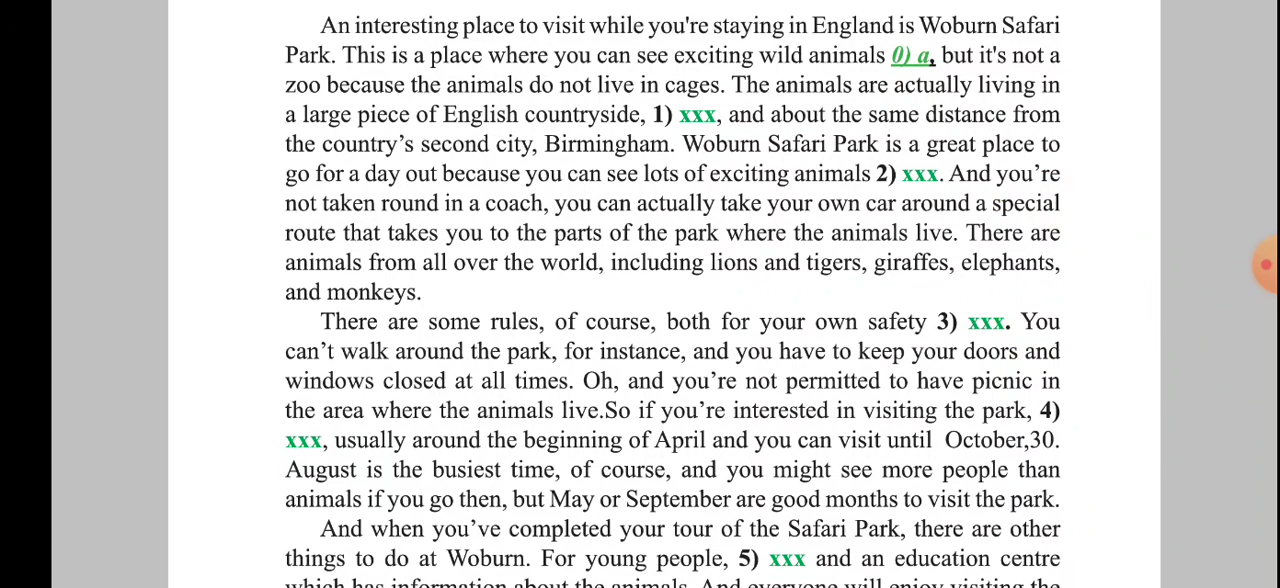 An interesting place to visit while you're staying in England is Woburn Safari
Park. This is a place where you can see exciting wild animals 0) a, but it's not a
zoo because the animals do not live in cages. The animals are actually living in
a large piece of English countryside, 1) xxx, and about the same distance from
the country’s second city, Birmingham. Woburn Safari Park is a great place to
go for a day out because you can see lots of exciting animals 2) xxx. And you’re
not taken round in a coach, you can actually take your own car around a special
route that takes you to the parts of the park where the animals live. There are
animals from all over the world, including lions and tigers, giraffes, elephants,
and monkeys.
There are some rules, of course, both for your own safety 3) xxx. You
can’t walk around the park, for instance, and you have to keep your doors and
windows closed at all times. Oh, and you’re not permitted to have picnic in
the area where the animals live.So if you’re interested in visiting the park, 4)
xxx, usually around the beginning of April and you can visit until October,30.
August is the busiest time, of course, and you might see more people than
animals if you go then, but May or September are good months to visit the park.
And when you’ve completed your tour of the Safari Park, there are other
things to do at Woburn. For young people, 5) xxx and an education centre
which has information about the animals. And everyone will enjoy visiting the